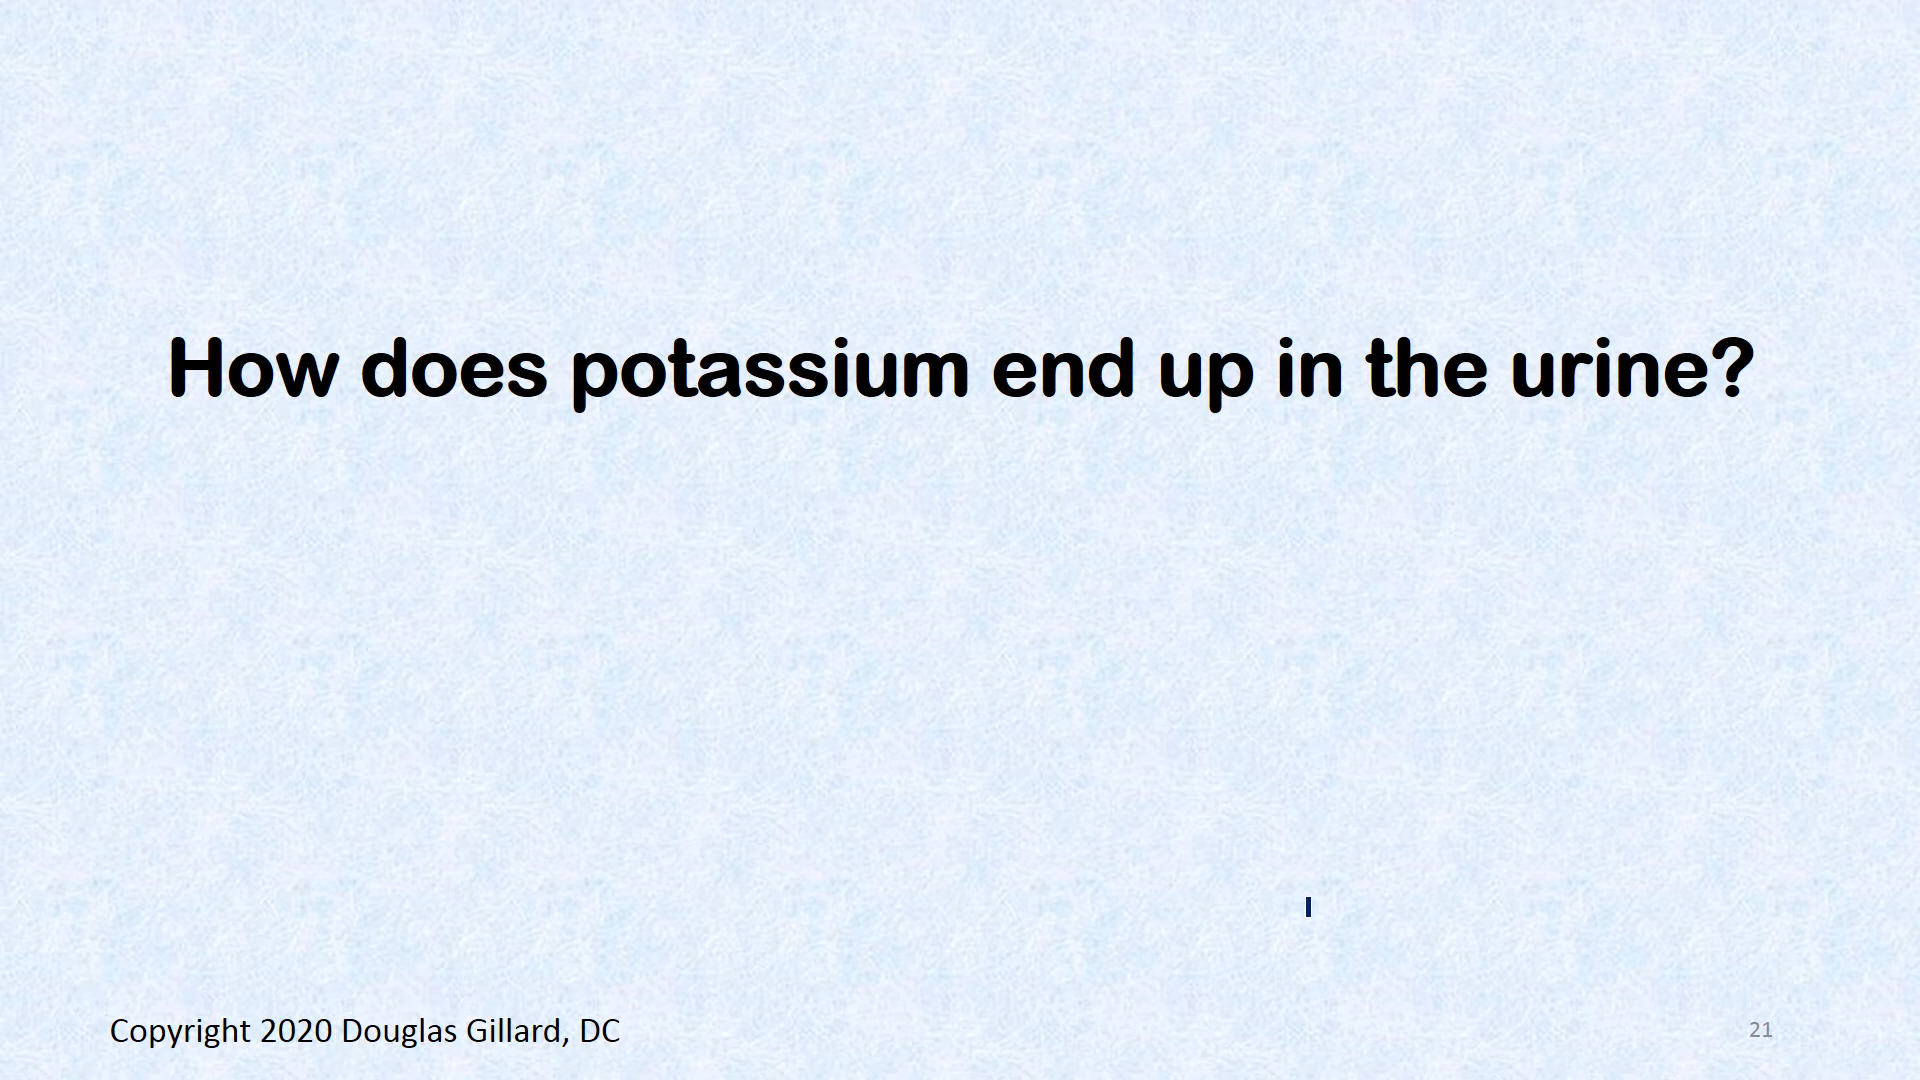 How does potassium end up in the urine?
Copyright 2020 Douglas Gillard, DC
21